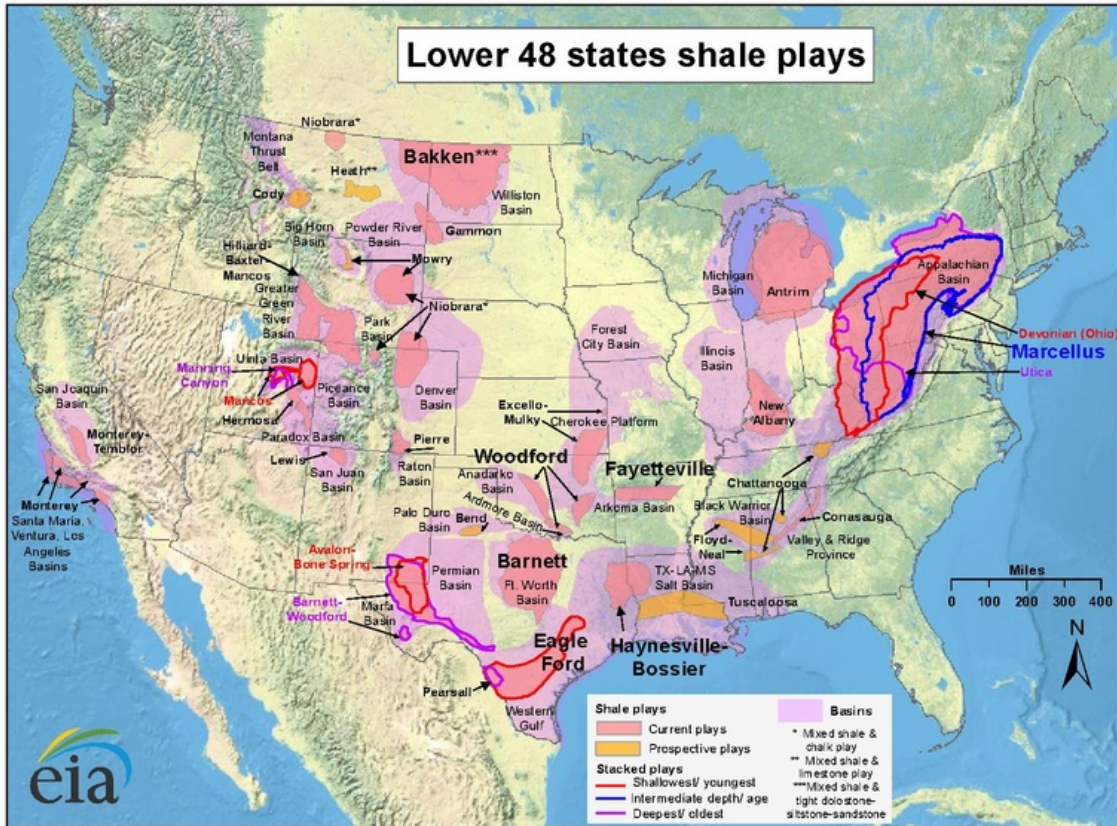 Lower 48 states shale plays
Niobrara*
Montana
Thrust
Belt
Bakken***
Heath**
Cody
Williston
Basin
Big Horn
Basin
Powder River
Basin
Gammon
Hilliard-
Baxter-
Mancos
Mowry
Greater
Green
River
Basin
Niobrara*
Park
Basin
Michigan
Basin
Antrim
Appalachian
Basin
Devonian (Ohio)
Marcellus
Utica
Forest
City Basin
Illinois
Basin
Uinta Basin
Manning
Canyon
Piceance
Basin
Denver
Basin
Mancos
San Joaquin
Basin
Hermosa
Excello-
Mulky
Cherokee Platform
New
Albany
Monterey-
Temblor
Paradox Basin
Pierre
Lewis
San Juan
Basin
Raton
Basin
Woodford
Anadarko
Basin
Fayetteville
Chattanooga
Monterey
Santa Maria,
Ventura, Los
Angeles
Basins
Palo Duro
Basin
Bend
Ardmore Basin
Arkoma Basin
Black Warrior
Basin
Conasauga
Floyd-
Neal
Valley & Ridge
Province
Avalon-
Bone Spring
Permian
Basin
Barnett
Ft. Worth
Basin
TX-LA-MS
Salt Basin
Tuscaloosa
Barnett-
Woodford
Marfa
Basin
Eagle
Ford
Haynesville-
Bossier
Pearsall
Western
Gulf
Miles
0 100 200 300 400
N
Shale plays
Current plays
Prospective plays
Stacked plays
Shallowest/ youngest
Intermediate depth/ age
Deepest/ oldest
Basins
* Mixed shale &
chalk play
** Mixed shale &
limestone play
***Mixed shale &
tight dolostone-
siltstone-sandstone
eia